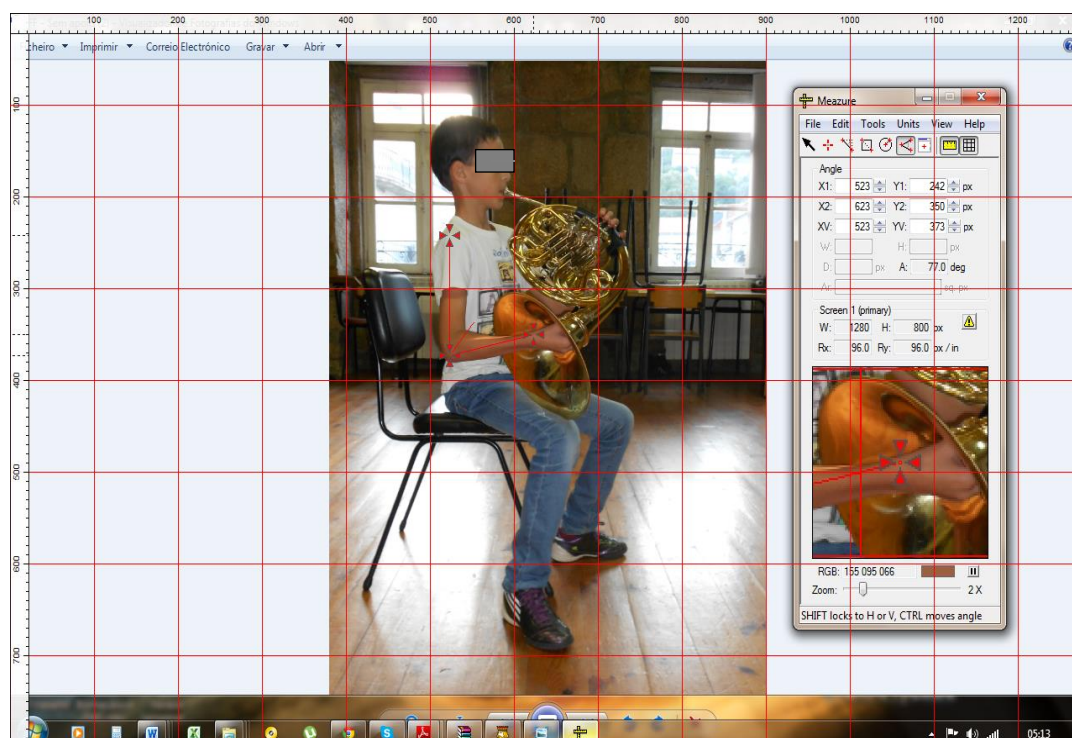 0 100 200 300 400 500 600 700 800 900 1000 1100 1200
Imprimir Correio Electrónico Gravar Abrir
100
200
300
400
500
600
700
Meazure
File Edit Tools Units View Help
Angle
X1: 523 Y1: 242 px
X2: 623 Y2: 350 px
XV: 523 YV: 373 px
W: H: px
D: px A: 77.0 deg
Ar: sq. px
Screen 1 (primary)
W: 1280 H: 800 px
Rx: 96.0 Ry: 96.0 px / in
RGB: 155 095 066
Zoom: 2X
SHIFT locks to H or V, CTRL moves angle
05:13